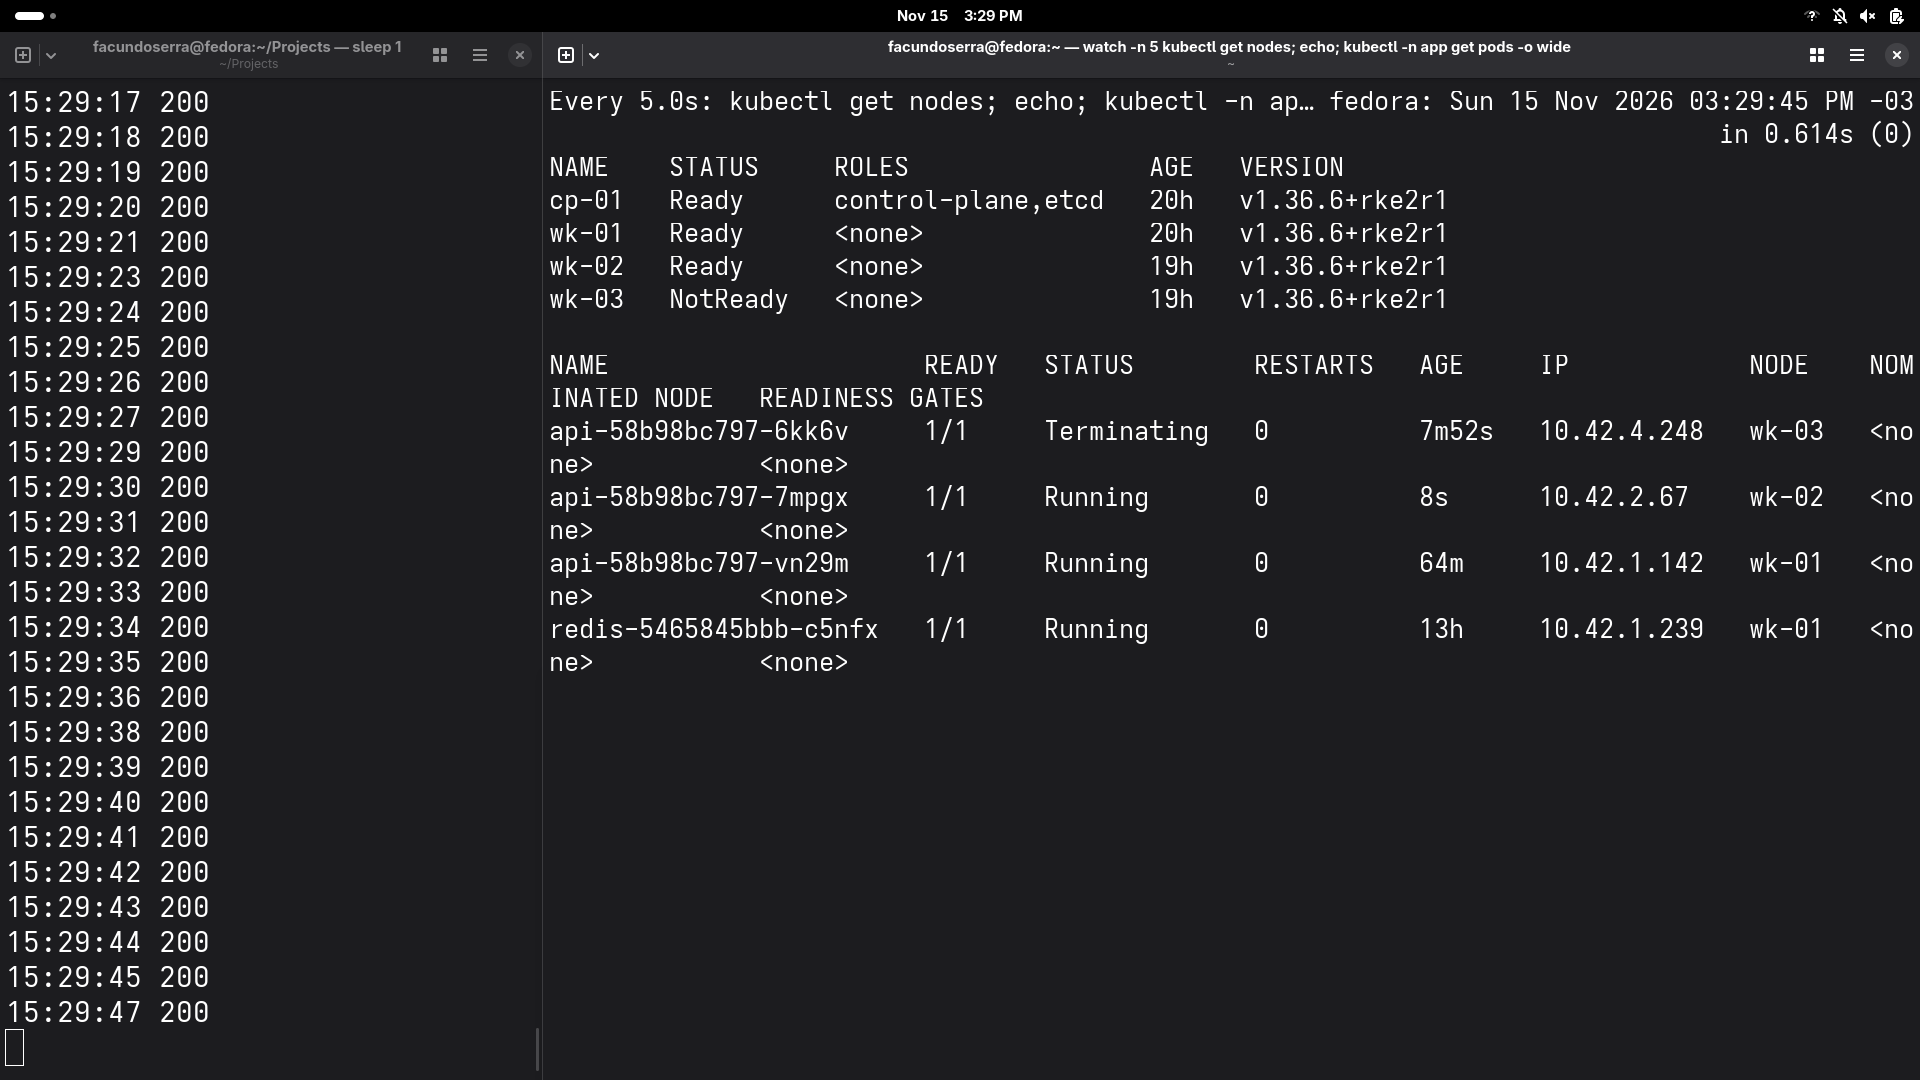 Nov 15 3:29 PM
facundoserra@fedora:~/Projects — sleep 1
~/Projects
15:29:17 200
15:29:18 200
15:29:19 200
15:29:20 200
15:29:21 200
15:29:23 200
15:29:24 200
15:29:25 200
15:29:26 200
15:29:27 200
15:29:29 200
15:29:30 200
15:29:31 200
15:29:32 200
15:29:33 200
15:29:34 200
15:29:35 200
15:29:36 200
15:29:38 200
15:29:39 200
15:29:40 200
15:29:41 200
15:29:42 200
15:29:43 200
15:29:44 200
15:29:45 200
15:29:47 200
facundoserra@fedora:~ — watch -n 5 kubectl get nodes; echo; kubectl -n app get pods -o wide
~
Every 5.0s: kubectl get nodes; echo; kubectl -n ap… fedora: Sun 15 Nov 2026 03:29:45 PM -03
in 0.614s (0)
NAME STATUS ROLES AGE VERSION
cp-01 Ready control-plane,etcd 20h v1.36.6+rke2r1
wk-01 Ready <none> 20h v1.36.6+rke2r1
wk-02 Ready <none> 19h v1.36.6+rke2r1
wk-03 NotReady <none> 19h v1.36.6+rke2r1
NAME READY STATUS RESTARTS AGE IP NODE NOM
INATED NODE READINESS GATES
api-58b98bc797-6kk6v 1/1 Terminating 0 7m52s 10.42.4.248 wk-03 <no
ne> <none>
api-58b98bc797-7mpgx 1/1 Running 0 8s 10.42.2.67 wk-02 <no
ne> <none>
api-58b98bc797-vn29m 1/1 Running 0 64m 10.42.1.142 wk-01 <no
ne> <none>
redis-5465845bbb-c5nfx 1/1 Running 0 13h 10.42.1.239 wk-01 <no
ne> <none>